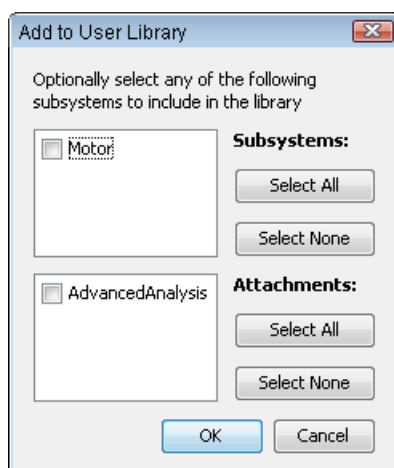 Add to User Library
Optionally select any of the following
subsystems to include in the library
Motor
Subsystems:
Select All
Select None
AdvancedAnalysis
Attachments:
Select All
Select None
OK
Cancel